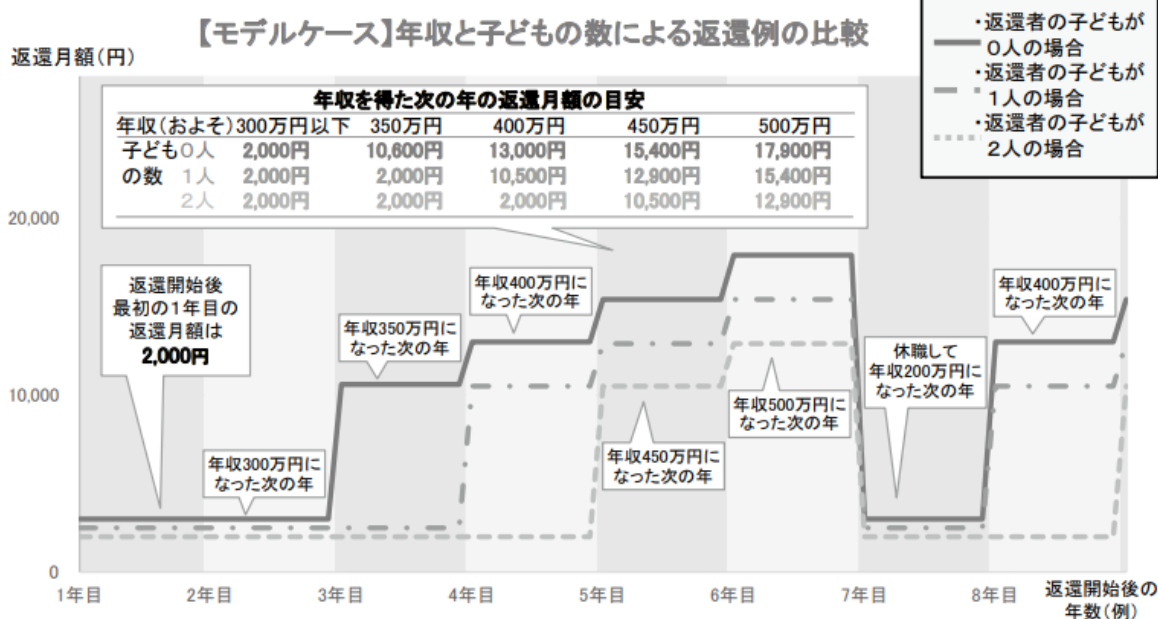 【モデルケース】年収と子どもの数による返還例の比較
・返還者の子どもが
0人の場合
・返還者の子どもが
1人の場合
・返還者の子どもが
2人の場合
返還月額(円)
年収を得た次の年の返還月額の目安
年収(およそ) 300万円以下 350万円 400万円 450万円 500万円
子ども 0人 2,000円 10,600円 13,000円 15,400円 17,900円
の数 1人 2,000円 2,000円 10,500円 12,900円 15,400円
2人 2,000円 2,000円 2,000円 10,500円 12,900円
20,000
10,000
0
返還開始後
最初の1年目の
返還月額は
2,000円
年収300万円に
なった次の年
年収350万円に
なった次の年
年収400万円に
なった次の年
年収450万円に
なった次の年
年収500万円に
なった次の年
休職して
年収200万円に
なった次の年
年収400万円に
なった次の年
1年目 2年目 3年目 4年目 5年目 6年目 7年目 8年目
返還開始後の
年数(例)